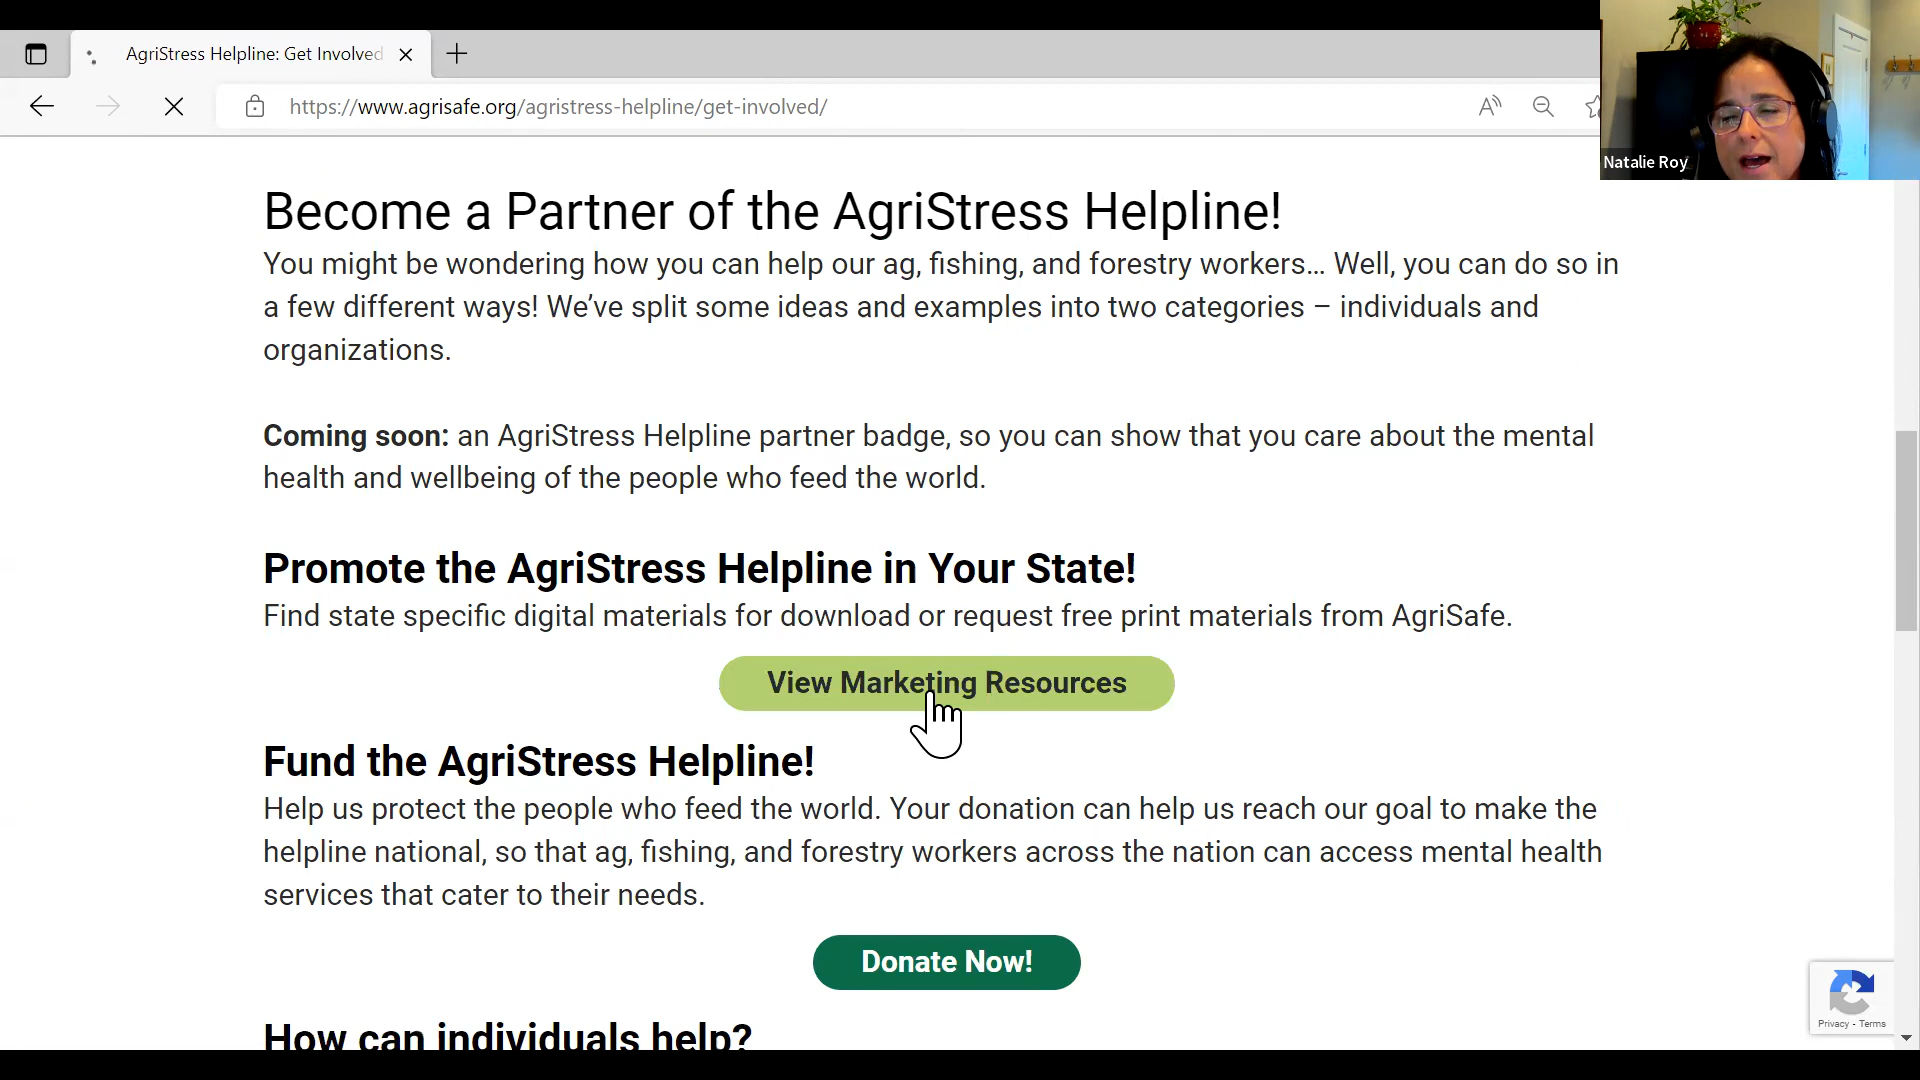 AgriStress Helpline: Get Involved
https://www.agrisafe.org/agristress-helpline/get-involved/
Natalie Roy
Become a Partner of the AgriStress Helpline!
You might be wondering how you can help our ag, fishing, and forestry workers... Well, you can do so in
a few different ways! We've split some ideas and examples into two categories – individuals and
organizations.
Coming soon: an AgriStress Helpline partner badge, so you can show that you care about the mental
health and wellbeing of the people who feed the world.
Promote the AgriStress Helpline in Your State!
Find state specific digital materials for download or request free print materials from AgriSafe.
View Marketing Resources
Fund the AgriStress Helpline!
Help us protect the people who feed the world. Your donation can help us reach our goal to make the
helpline national, so that ag, fishing, and forestry workers across the nation can access mental health
services that cater to their needs.
Donate Now!
Privacy - Terms
How can individuals help?